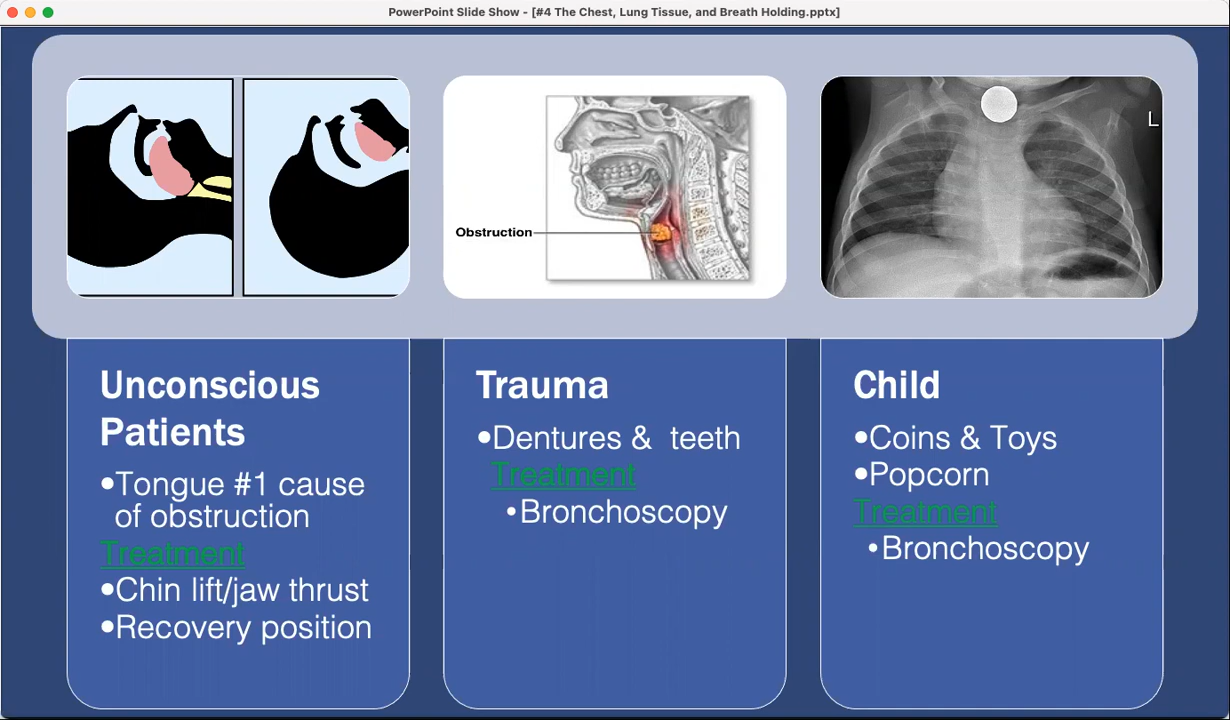 PowerPoint Slide Show - [#4 The Chest, Lung Tissue, and Breath Holding.pptx]
Obstruction
L
Unconscious
Patients
•Tongue #1 cause
of obstruction
Treatment
•Chin lift/jaw thrust
•Recovery position
Trauma
•Dentures &  teeth
Treatment
•Bronchoscopy
Child
•Coins & Toys
•Popcorn
Treatment
•Bronchoscopy